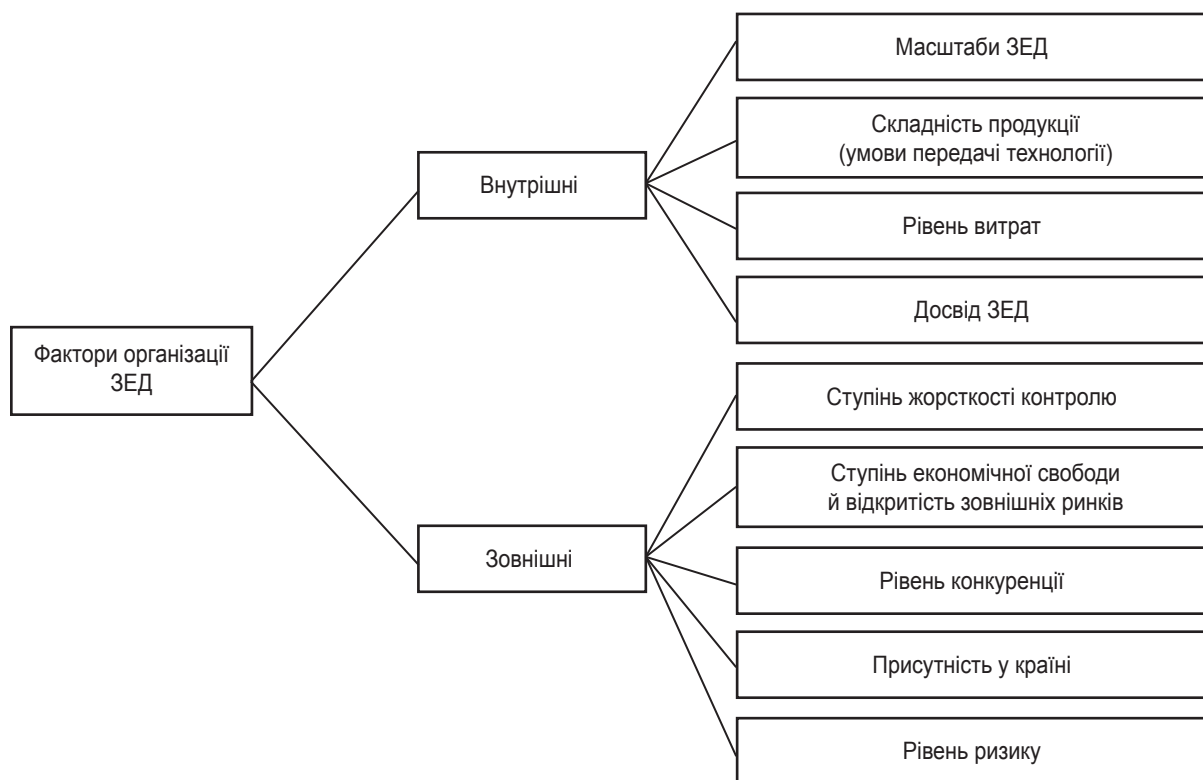 Фактори організації
ЗЕД
Внутрішні
Масштаби ЗЕД
Складність продукції
(умови передачі технології)
Рівень витрат
Досвід ЗЕД
Зовнішні
Ступінь жорсткості контролю
Ступінь економічної свободи
й відкритість зовнішніх ринків
Рівень конкуренції
Присутність у країні
Рівень ризику